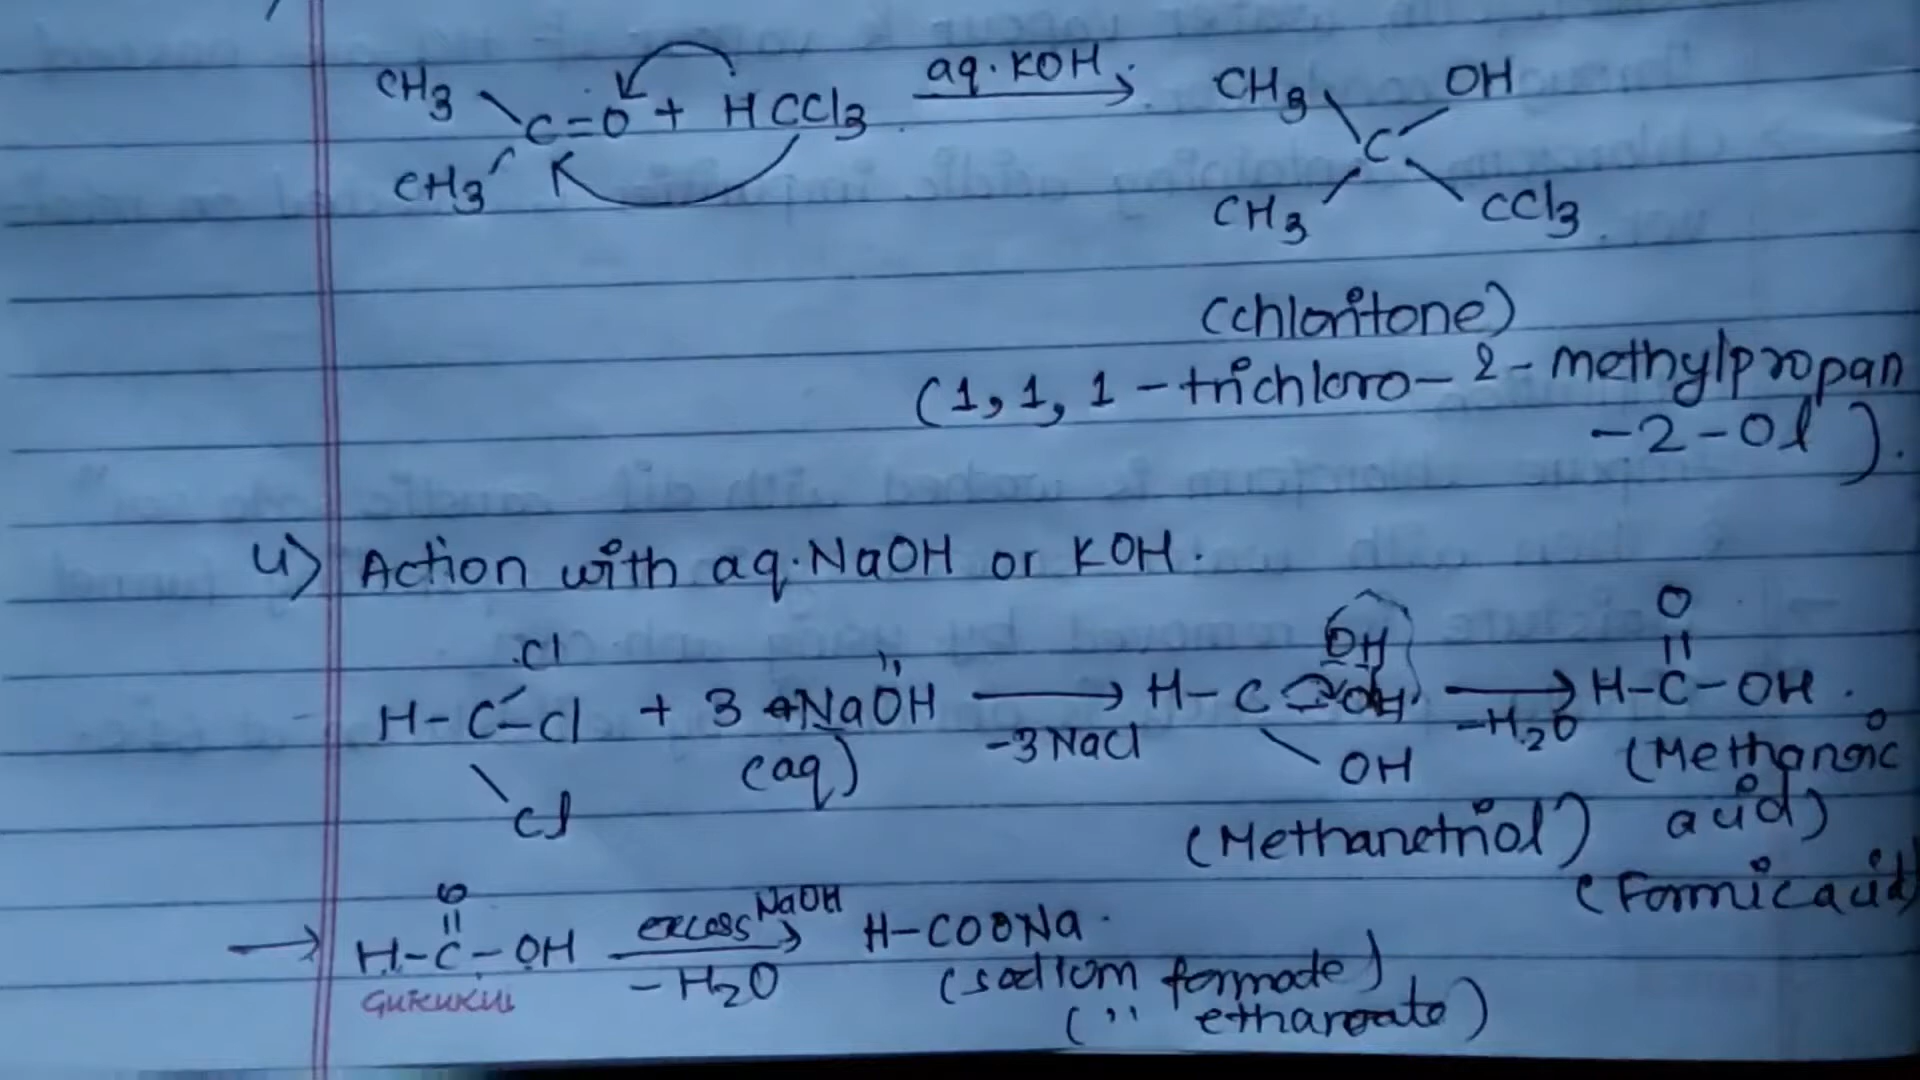 CH3
C=O + HCCl3 aq. KOH CH3 OH
CH3 C
CH3 CCl3
(chloritone)
(1, 1, 1 - trichloro - 2 - methylpropan
-2-ol).
4) Action with aq. NaOH or KOH.
Cl OH O
H-C-Cl + 3 NaOH → H-C OH → H-C-OH.
(aq) -3NaCl -H2O
Cl OH (Methanoic
(Methanetriol) acid)
(Formic acid)
O
→ H-C-OH excess NaOH H-COONa.
-H2O (sodium formate)
(" ethanoate)